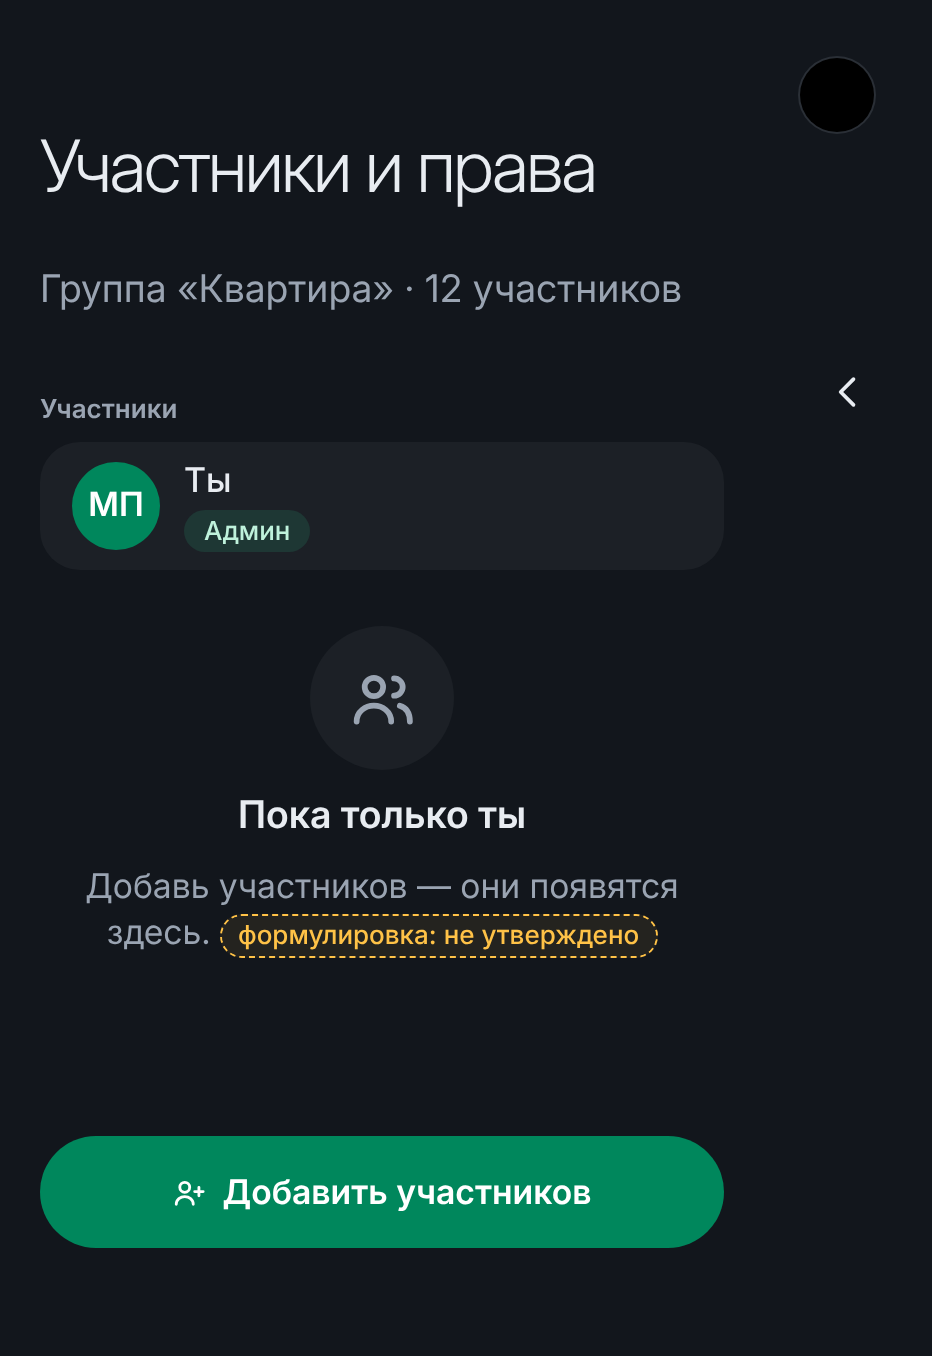 Участники и права
Группа «Квартира» · 12 участников
Участники
МП
Ты
Админ
Пока только ты
Добавь участников — они появятся
здесь. формулировка: не утверждено
Добавить участников